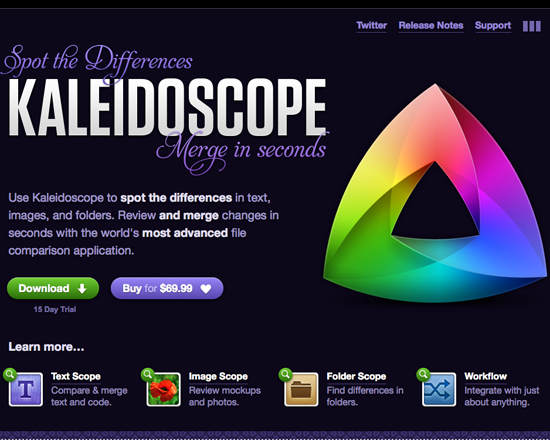 Twitter Release Notes Support
Spot the Differences
KALEIDOSCOPE
Merge in seconds
Use Kaleidoscope to spot the differences in text,
images, and folders. Review and merge changes in
seconds with the world's most advanced file
comparison application.
Download Buy for $69.99
15 Day Trial
Learn more...
T
Text Scope
Compare & merge
text and code.
Image Scope
Review mockups
and photos.
Folder Scope
Find differences in
folders.
Workflow
Integrate with just
about anything.